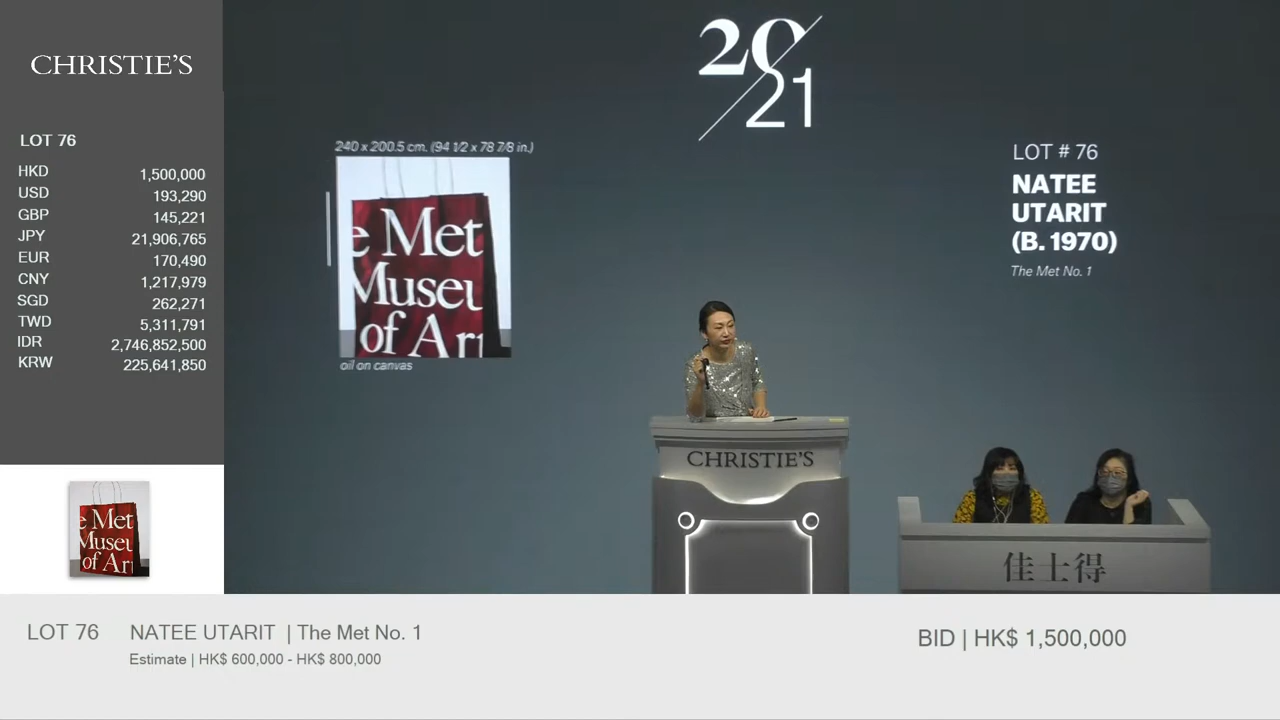 CHRISTIE'S
LOT 76
HKD 1,500,000
USD 193,290
GBP 145,221
JPY 21,906,765
EUR 170,490
CNY 1,217,979
SGD 262,271
TWD 5,311,791
IDR 2,746,852,500
KRW 225,641,850
e Met
Museu
of Ar
20/21
240 x 200.5 cm. (94 1/2 x 78 7/8 in.)
e Met
Museu
of Ar
oil on canvas
LOT # 76
NATEE
UTARIT
(B. 1970)
The Met No. 1
CHRISTIE'S
佳士得
LOT 76 NATEE UTARIT | The Met No. 1
Estimate | HK$ 600,000 - HK$ 800,000
BID | HK$ 1,500,000